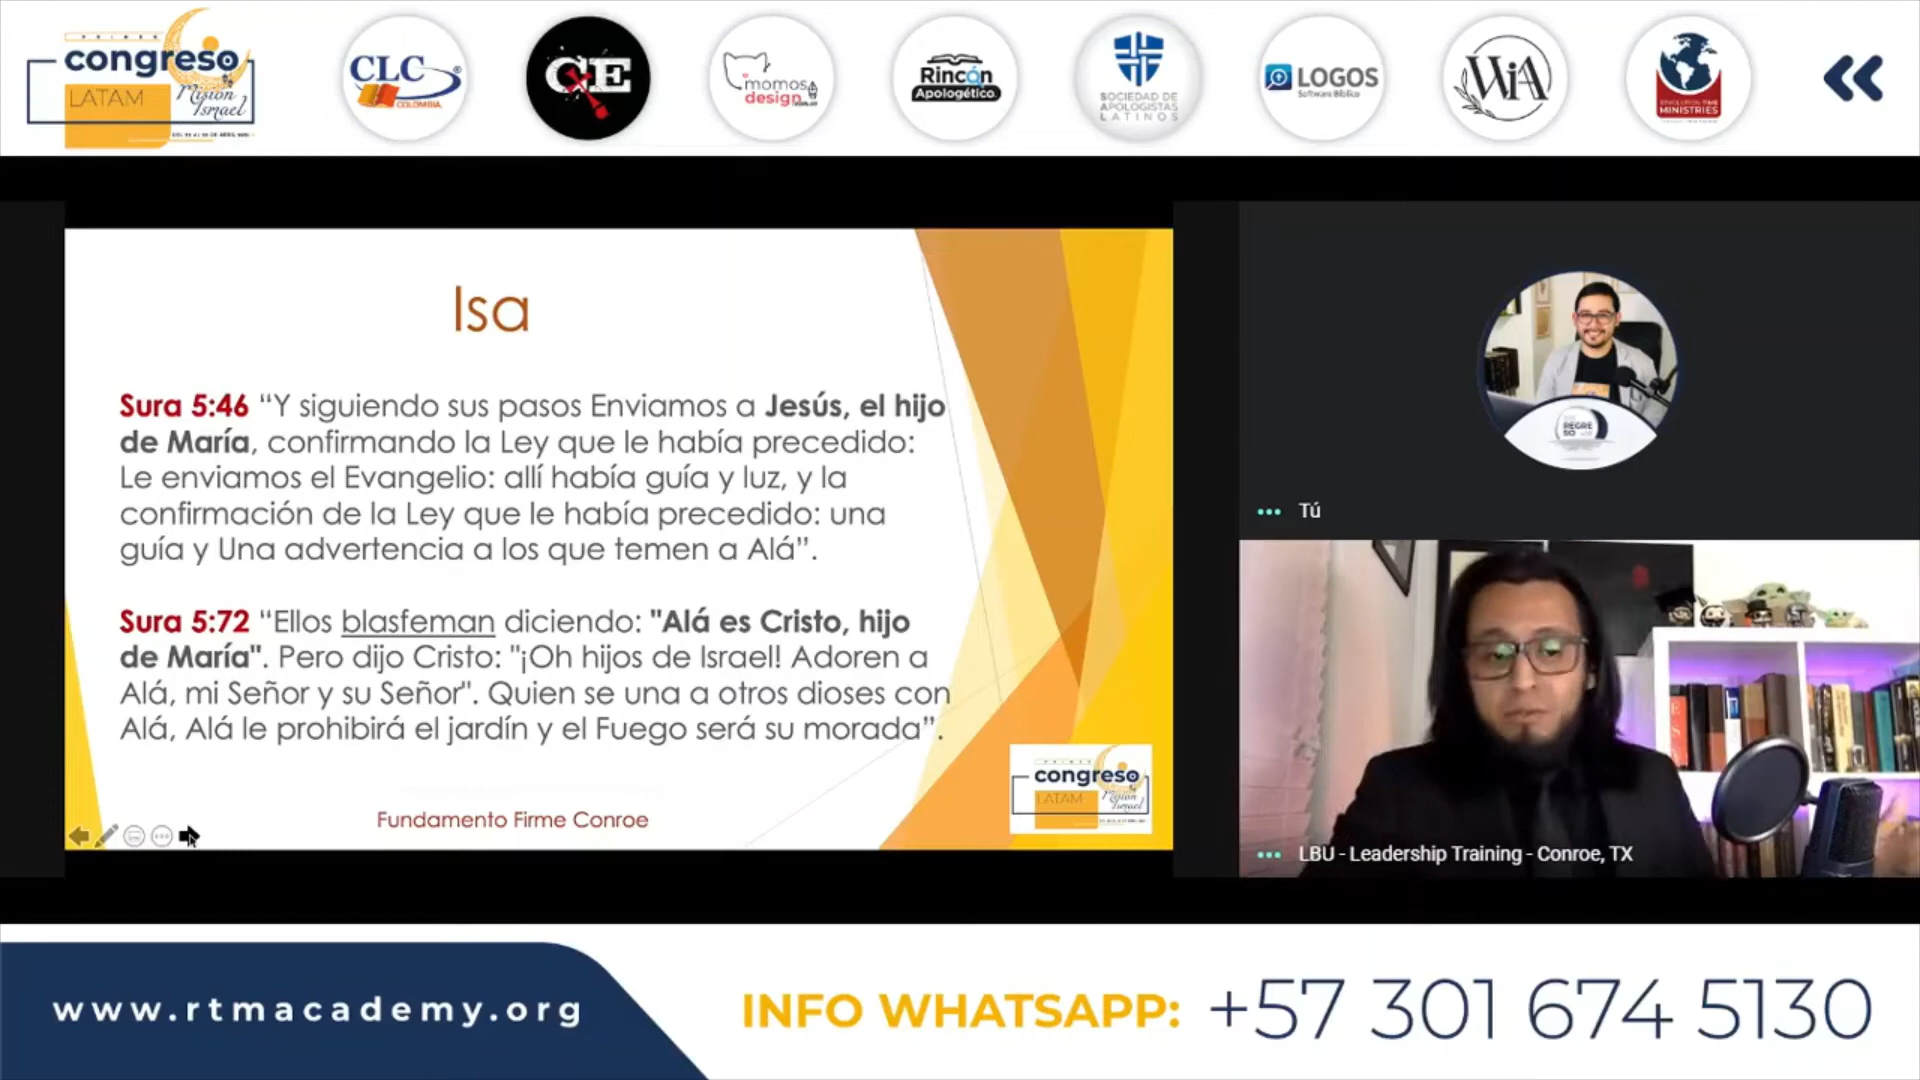 PRIMER
congreso
LATAM
Misión
Israel
CLC
COLOMBIA
CE
momos
design
Rincón
Apologético
SOCIEDAD DE
APOLOGISTAS
LATINOS
LOGOS
Software Bíblico
WiA
REVOLUTION TIME
MINISTRIES
Isa
Sura 5:46 “Y siguiendo sus pasos Enviamos a Jesús, el hijo
de María, confirmando la Ley que le había precedido:
Le enviamos el Evangelio: allí había guía y luz, y la
confirmación de la Ley que le había precedido: una
guía y Una advertencia a los que temen a Alá”.
Sura 5:72 “Ellos blasfeman diciendo: "Alá es Cristo, hijo
de María". Pero dijo Cristo: "¡Oh hijos de Israel! Adoren a
Alá, mi Señor y su Señor". Quien se una a otros dioses con
Alá, Alá le prohibirá el jardín y el Fuego será su morada”.
Fundamento Firme Conroe
congreso
LATAM
Misión
Israel
REGRE
SO
Tú
LBU - Leadership Training - Conroe, TX
www.rtmacademy.org
INFO WHATSAPP: +57 301 674 5130